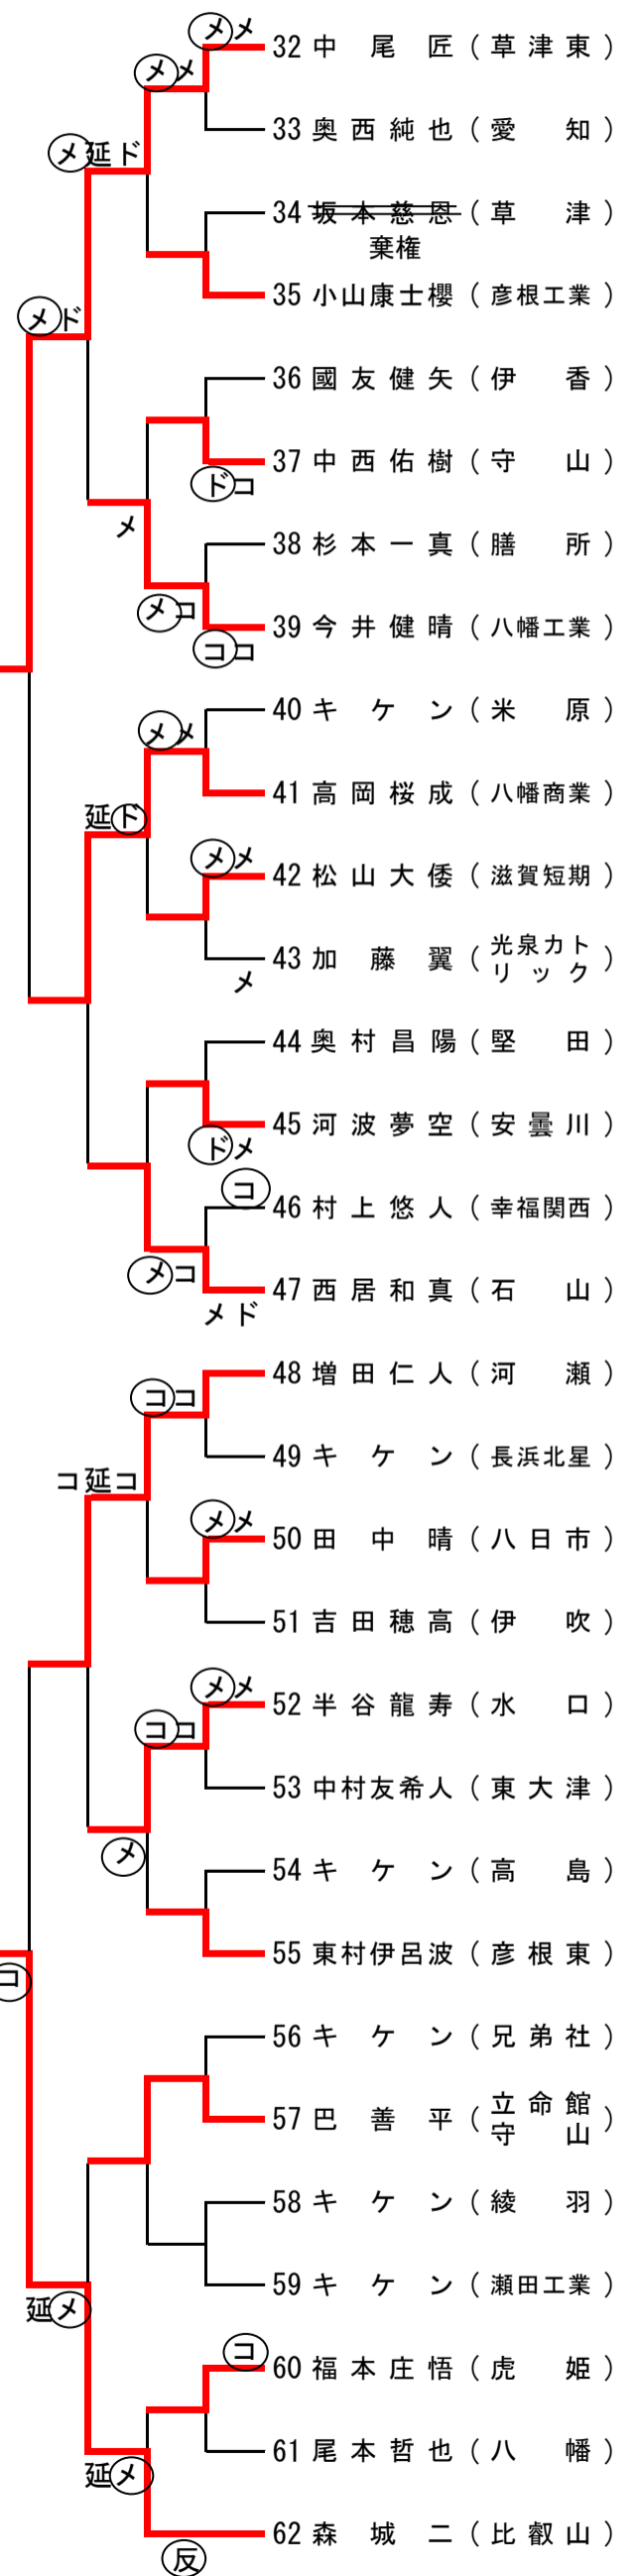 メメ
32 中尾匠(草津東)
メメ
33 奥西純也(愛知)
メ延ド
34 坂本慈恩(草津)
棄権
35 小山康士櫻(彦根工業)
メド
36 國友健矢(伊香)
37 中西佑樹(守山)
ドコ
メ
38 杉本一真(膳所)
メコ
39 今井健晴(八幡工業)
ココ
40 キケン(米原)
メメ
41 高岡桜成(八幡商業)
延ド
メメ
42 松山大倭(滋賀短期)
43 加藤翼(光泉カト
リック)
メ
44 奥村昌陽(堅田)
45 河波夢空(安曇川)
ドメ
コ
46 村上悠人(幸福関西)
メコ
47 西居和真(石山)
メド
48 増田仁人(河瀬)
ココ
49 キケン(長浜北星)
コ延コ
メメ
50 田中晴(八日市)
51 吉田穂高(伊吹)
メメ
52 半谷龍寿(水口)
ココ
53 中村友希人(東大津)
メ
54 キケン(高島)
55 東村伊呂波(彦根東)
コ
56 キケン(兄弟社)
57 巴善平(立命館
守山)
58 キケン(綾羽)
59 キケン(瀬田工業)
延メ
コ
60 福本庄悟(虎姫)
61 尾本哲也(八幡)
延メ
62 森城二(比叡山)
反